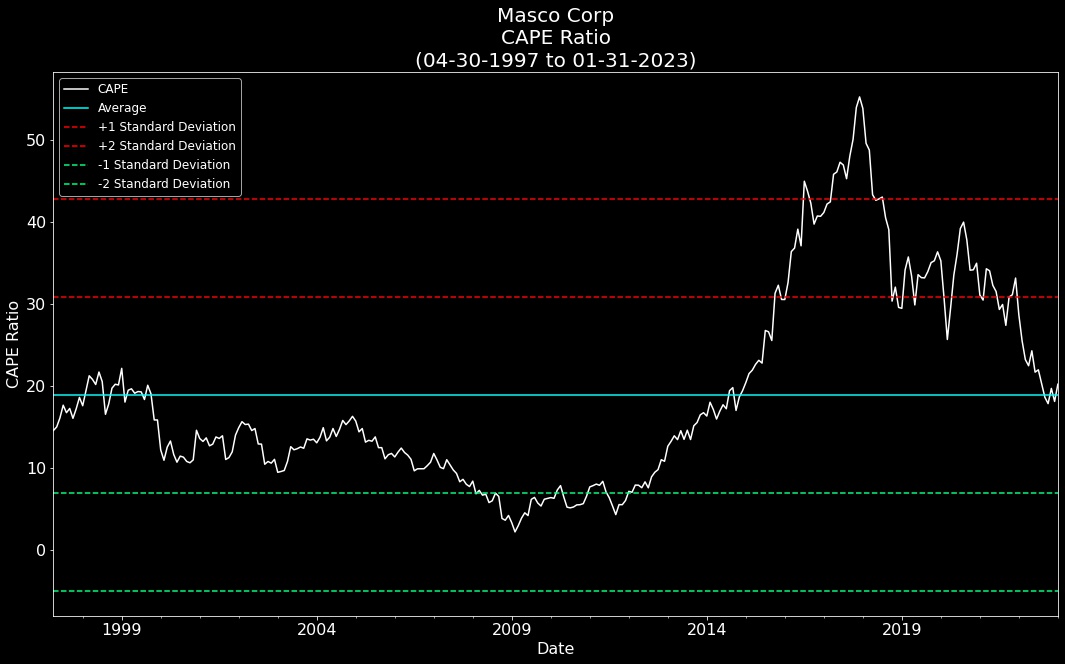 Masco Corp
CAPE Ratio
(04-30-1997 to 01-31-2023)
CAPE
Average
+1 Standard Deviation
+2 Standard Deviation
-1 Standard Deviation
-2 Standard Deviation
50
40
30
20
10
0
CAPE Ratio
1999 2004 2009 2014 2019
Date